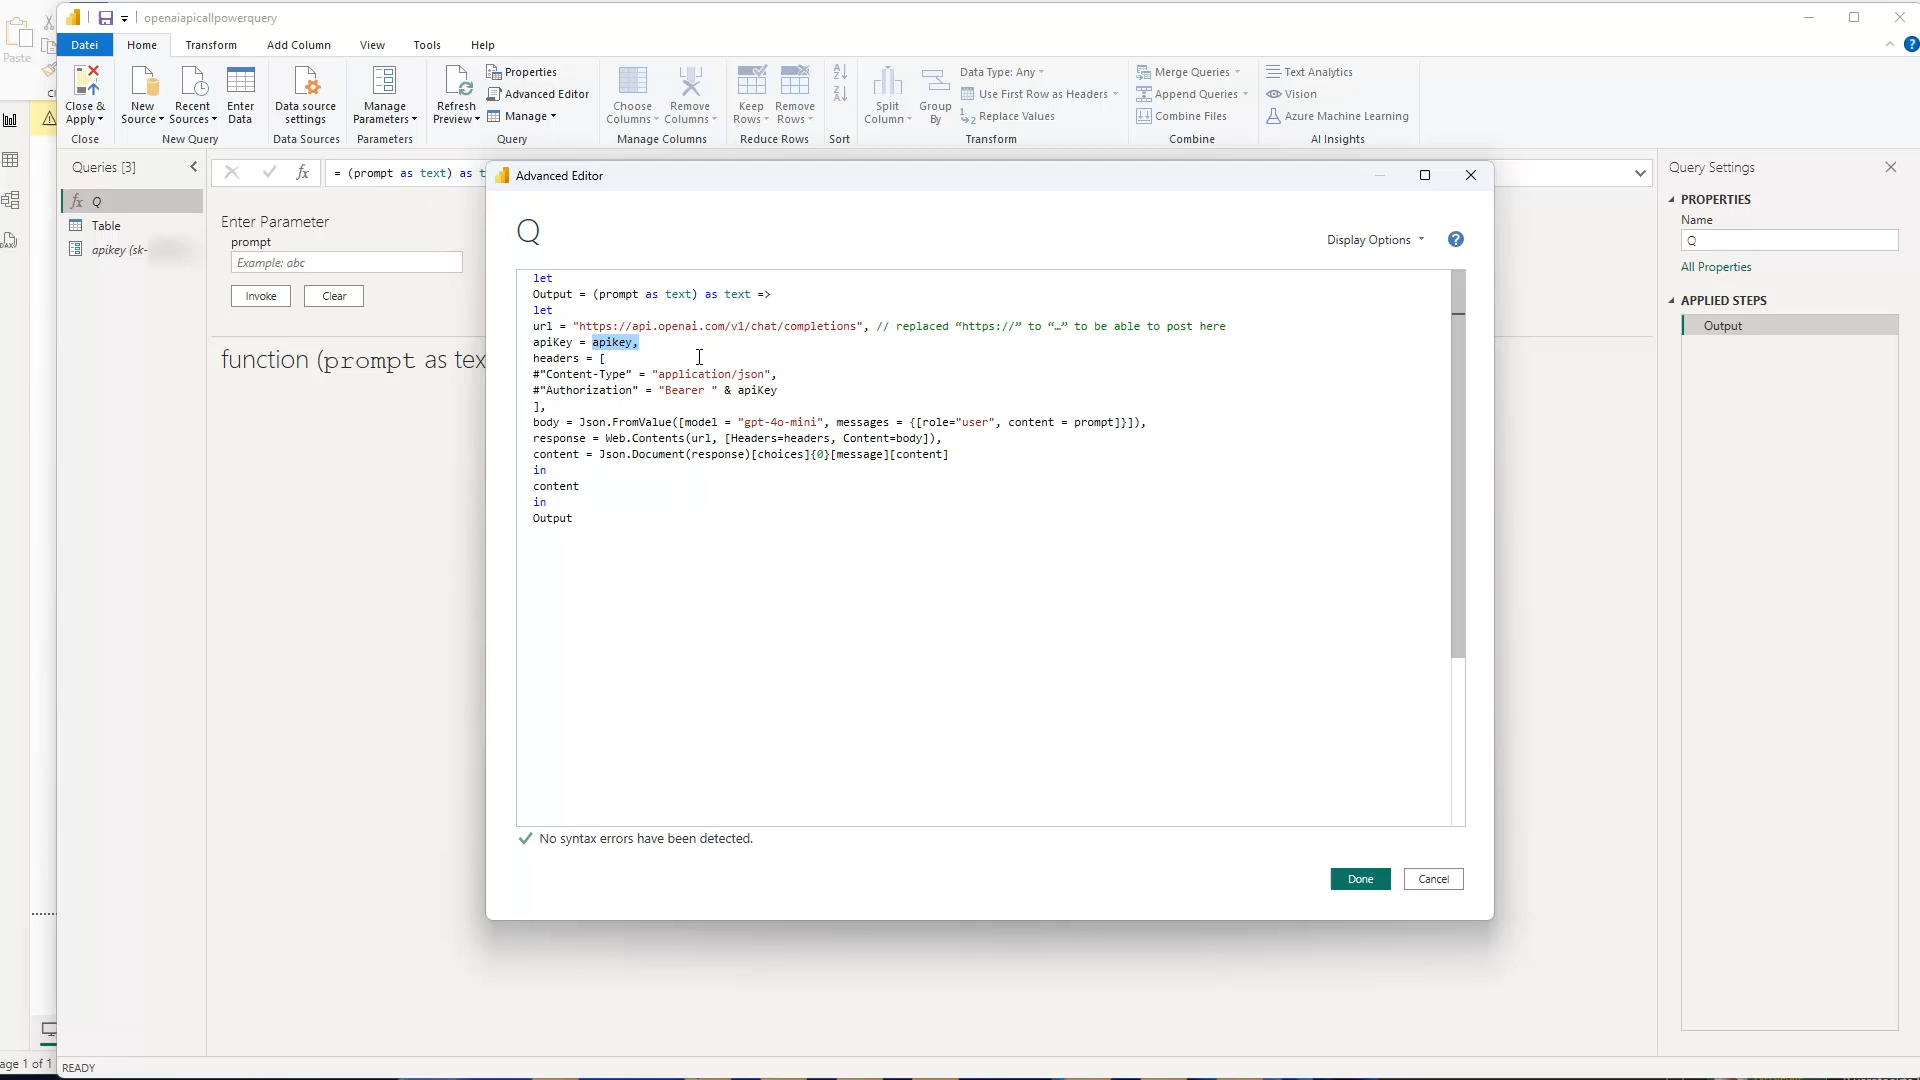 openaiapicallpowerquery
Datei Home Transform Add Column View Tools Help
Paste
Close & Apply
New Source
Recent Sources
Enter Data
Data source settings
Manage Parameters
Refresh Preview
Properties
Advanced Editor
Manage
Choose Columns
Remove Columns
Keep Rows
Remove Rows
Split Column
Group By
Data Type: Any
Use First Row as Headers
Replace Values
Merge Queries
Append Queries
Combine Files
Text Analytics
Vision
Azure Machine Learning
Close New Query Data Sources Parameters Query Manage Columns Reduce Rows Sort Transform Combine AI Insights
Queries [3]
fx Q
Table
apikey (sk-
fx = (prompt as text) as t
Enter Parameter
prompt
Example: abc
Invoke Clear
function (prompt as tex
Advanced Editor
Q
Display Options
let
Output = (prompt as text) as text =>
let
url = "https://api.openai.com/v1/chat/completions", // replaced “https://” to “…” to be able to post here
apiKey = apikey,
headers = [
#"Content-Type" = "application/json",
#"Authorization" = "Bearer " & apiKey
],
body = Json.FromValue([model = "gpt-4o-mini", messages = {[role="user", content = prompt]}]),
response = Web.Contents(url, [Headers=headers, Content=body]),
content = Json.Document(response)[choices]{0}[message][content]
in
content
in
Output
No syntax errors have been detected.
Done Cancel
Query Settings
PROPERTIES
Name
Q
All Properties
APPLIED STEPS
Output
age 1 of 1
READY